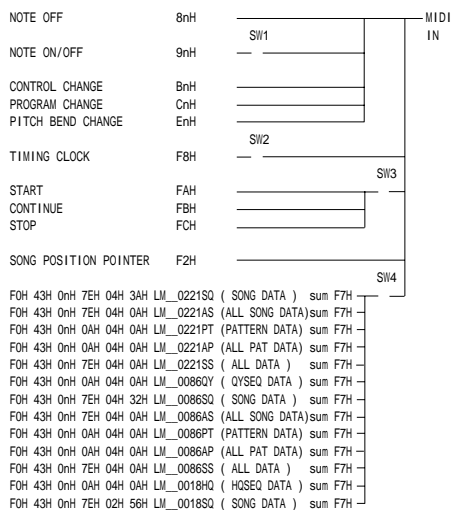 NOTE OFF 8nH MIDI
SW1 IN
NOTE ON/OFF 9nH
CONTROL CHANGE BnH
PROGRAM CHANGE CnH
PITCH BEND CHANGE EnH
SW2
TIMING CLOCK F8H
SW3
START FAH
CONTINUE FBH
STOP FCH
SONG POSITION POINTER F2H
SW4
F0H 43H 0nH 7EH 04H 3AH LM__0221SQ ( SONG DATA ) sum F7H
F0H 43H 0nH 7EH 04H 0AH LM__0221AS (ALL SONG DATA)sum F7H
F0H 43H 0nH 0AH 04H 0AH LM__0221PT (PATTERN DATA) sum F7H
F0H 43H 0nH 0AH 04H 0AH LM__0221AP (ALL PAT DATA) sum F7H
F0H 43H 0nH 7EH 04H 0AH LM__0221SS ( ALL DATA ) sum F7H
F0H 43H 0nH 0AH 04H 0AH LM__0086QY ( QYSEQ DATA ) sum F7H
F0H 43H 0nH 7EH 04H 32H LM__0086SQ ( SONG DATA ) sum F7H
F0H 43H 0nH 7EH 04H 0AH LM__0086AS (ALL SONG DATA)sum F7H
F0H 43H 0nH 0AH 04H 0AH LM__0086PT (PATTERN DATA) sum F7H
F0H 43H 0nH 0AH 04H 0AH LM__0086AP (ALL PAT DATA) sum F7H
F0H 43H 0nH 7EH 04H 0AH LM__0086SS ( ALL DATA ) sum F7H
F0H 43H 0nH 0AH 04H 0AH LM__0018HQ ( HQSEQ DATA ) sum F7H
F0H 43H 0nH 7EH 02H 56H LM__0018SQ ( SONG DATA ) sum F7H